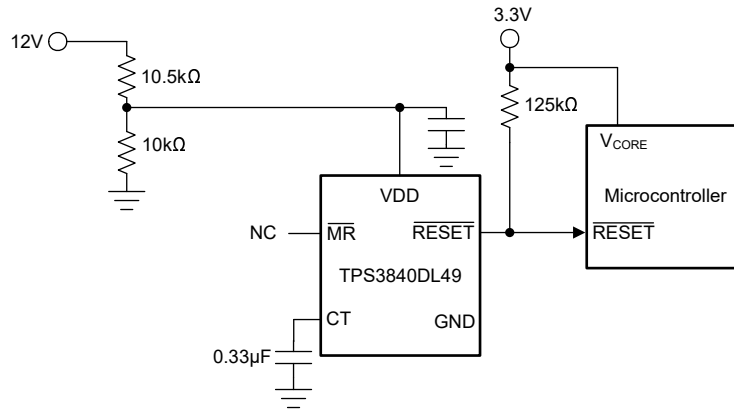 3.3V
12V
10.5kΩ
125kΩ
10kΩ
VCORE
VDD
Microcontroller
NC
MR
RESET
RESET
TPS3840DL49
CT
GND
0.33µF